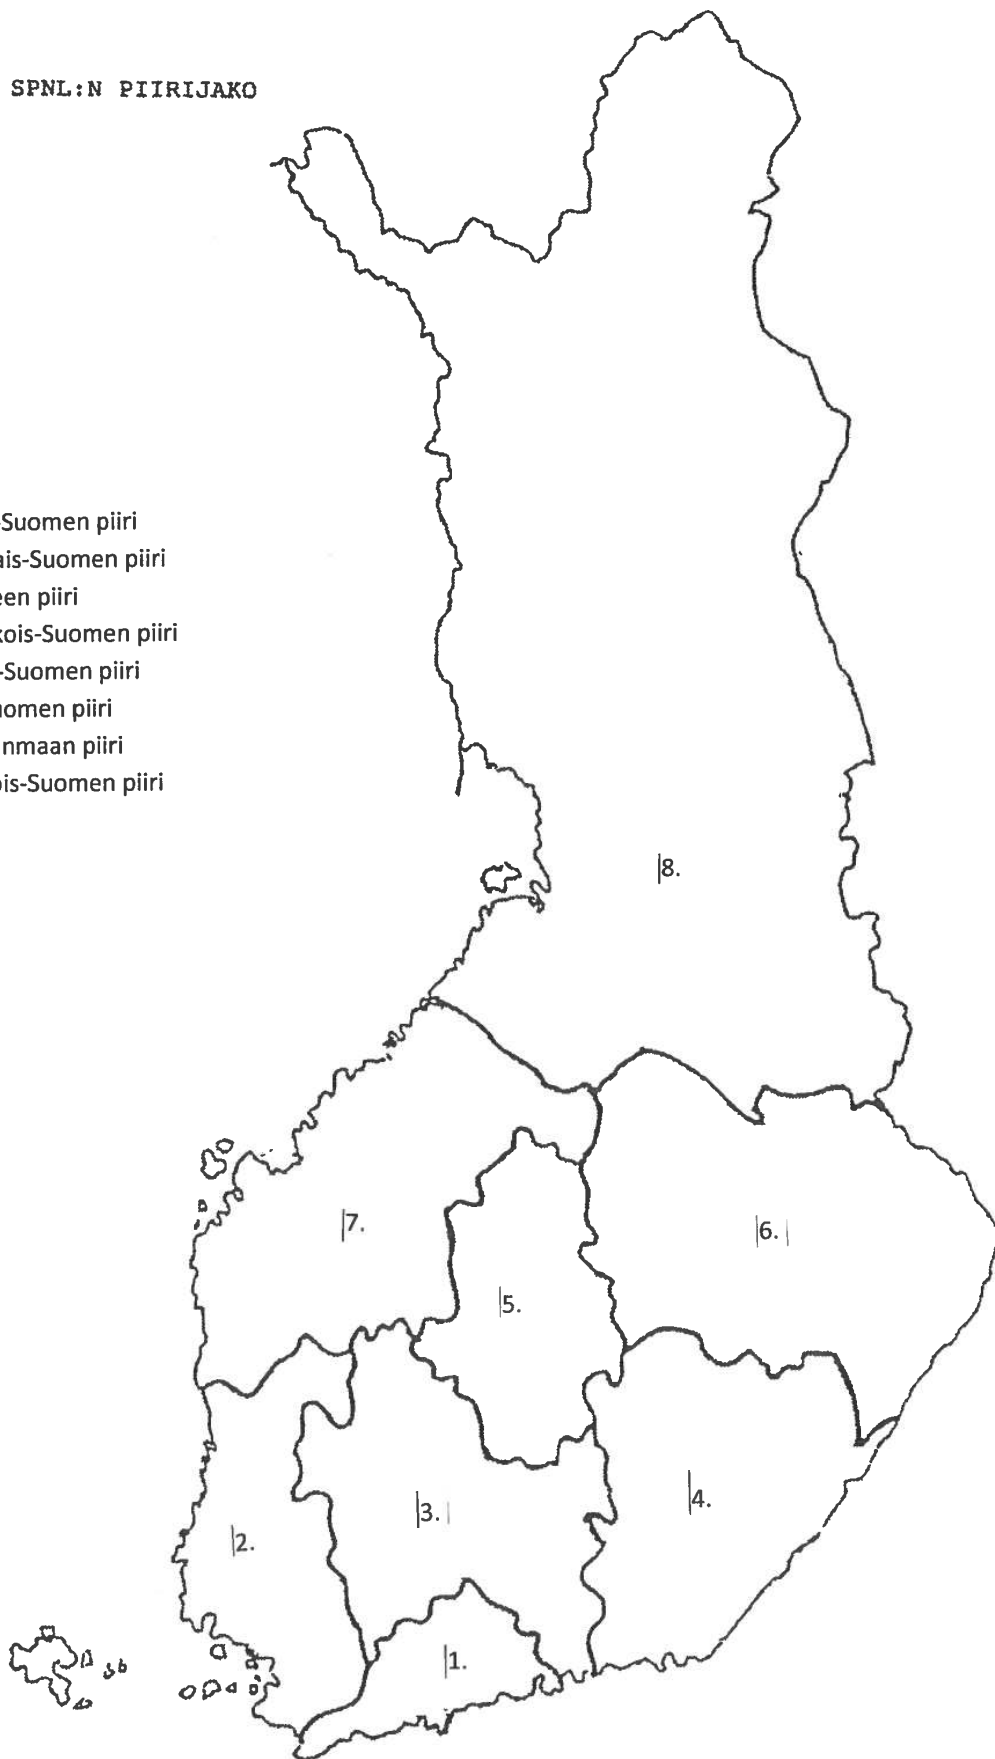 SPNL:N PIIRIJAKO
-Suomen piiri
ais-Suomen piiri
een piiri
kois-Suomen piiri
-Suomen piiri
uomen piiri
nmaan piiri
ois-Suomen piiri
8.
7.
6.
5.
4.
3.
2.
1.